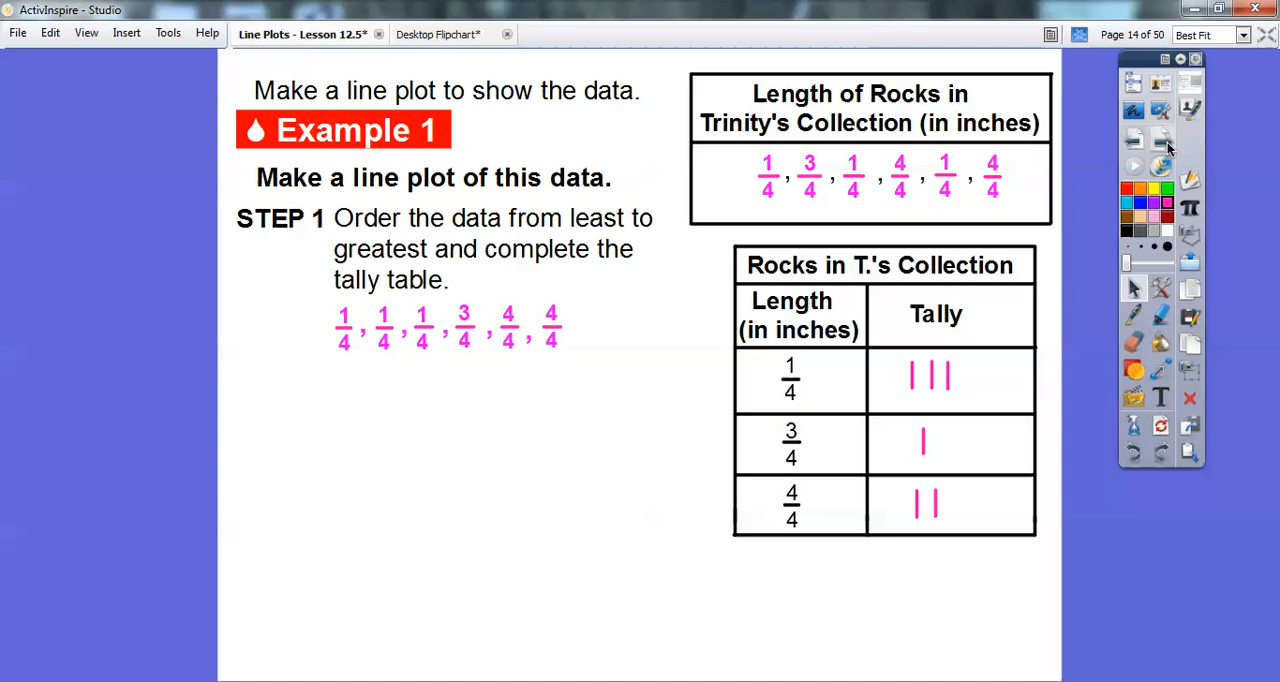 ActivInspire - Studio
File Edit View Insert Tools Help
Line Plots - Lesson 12.5* Desktop Flipchart*
Page 14 of 50 Best Fit
Make a line plot to show the data.
Example 1
Make a line plot of this data.
STEP 1 Order the data from least to
greatest and complete the
tally table.
1/4, 1/4, 1/4, 3/4, 4/4, 4/4
Length of Rocks in
Trinity's Collection (in inches)
1/4, 3/4, 1/4, 4/4, 1/4, 4/4
Rocks in T.'s Collection
Length
(in inches)
Tally
1/4 |||
3/4 |
4/4 ||
T
π